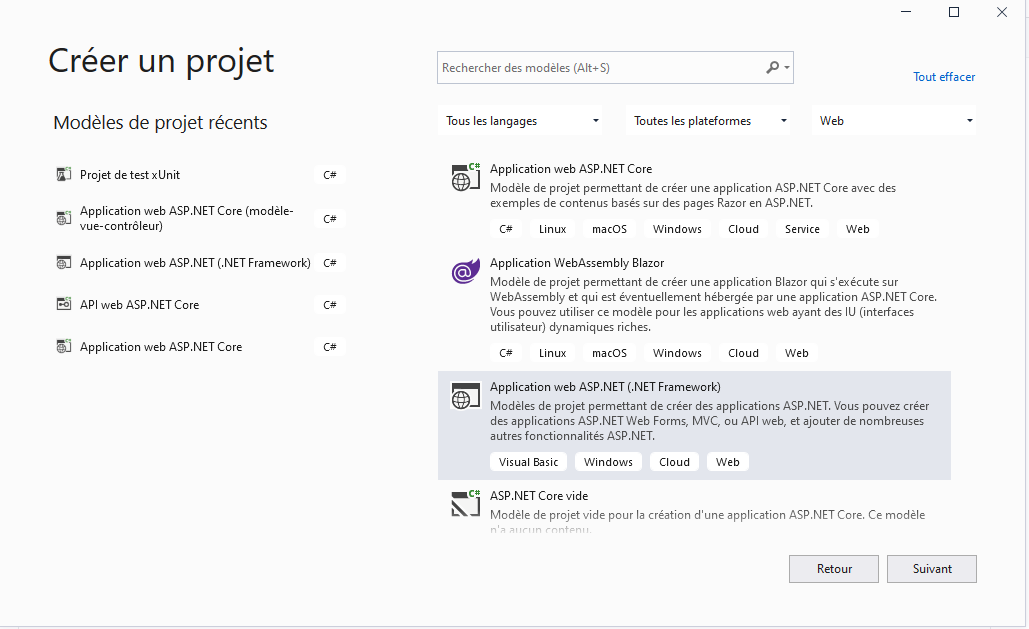 Créer un projet
Modèles de projet récents
Projet de test xUnit
C#
Application web ASP.NET Core (modèle-
vue-contrôleur)
C#
Application web ASP.NET (.NET Framework)
C#
API web ASP.NET Core
C#
Application web ASP.NET Core
C#
Rechercher des modèles (Alt+S)
Tout effacer
Tous les langages
Toutes les plateformes
Web
C#
Application web ASP.NET Core
Modèle de projet permettant de créer une application ASP.NET Core avec des
exemples de contenus basés sur des pages Razor en ASP.NET.
C# Linux macOS Windows Cloud Service Web
Application WebAssembly Blazor
Modèle de projet permettant de créer une application Blazor qui s'exécute sur
WebAssembly et qui est éventuellement hébergée par une application ASP.NET Core.
Vous pouvez utiliser ce modèle pour les applications web ayant des IU (interfaces
utilisateur) dynamiques riches.
C# Linux macOS Windows Cloud Web
Application web ASP.NET (.NET Framework)
Modèles de projet permettant de créer des applications ASP.NET. Vous pouvez créer
des applications ASP.NET Web Forms, MVC, ou API web, et ajouter de nombreuses
autres fonctionnalités ASP.NET.
Visual Basic Windows Cloud Web
C#
ASP.NET Core vide
Modèle de projet vide pour la création d'une application ASP.NET Core. Ce modèle
n'a aucun contenu.
Retour
Suivant